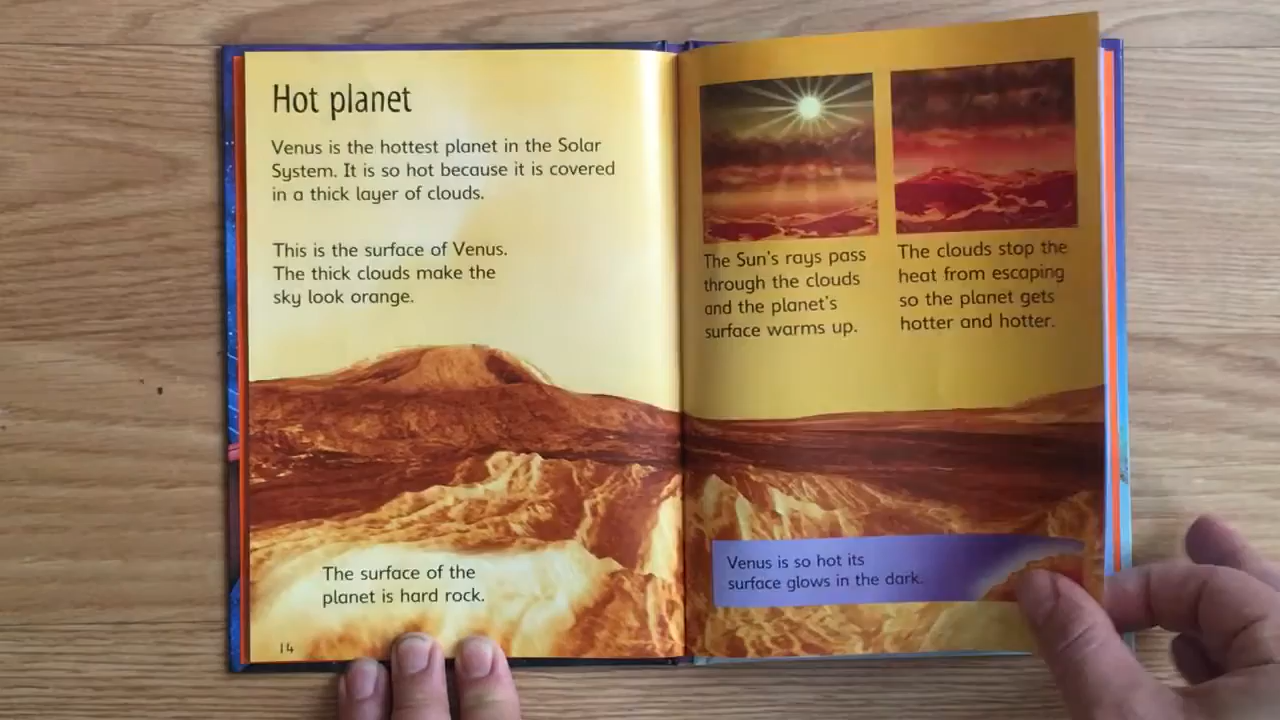 Hot planet
Venus is the hottest planet in the Solar
System. It is so hot because it is covered
in a thick layer of clouds.
This is the surface of Venus.
The thick clouds make the
sky look orange.
The surface of the
planet is hard rock.
14
The Sun's rays pass
through the clouds
and the planet's
surface warms up.
The clouds stop the
heat from escaping
so the planet gets
hotter and hotter.
Venus is so hot its
surface glows in the dark.